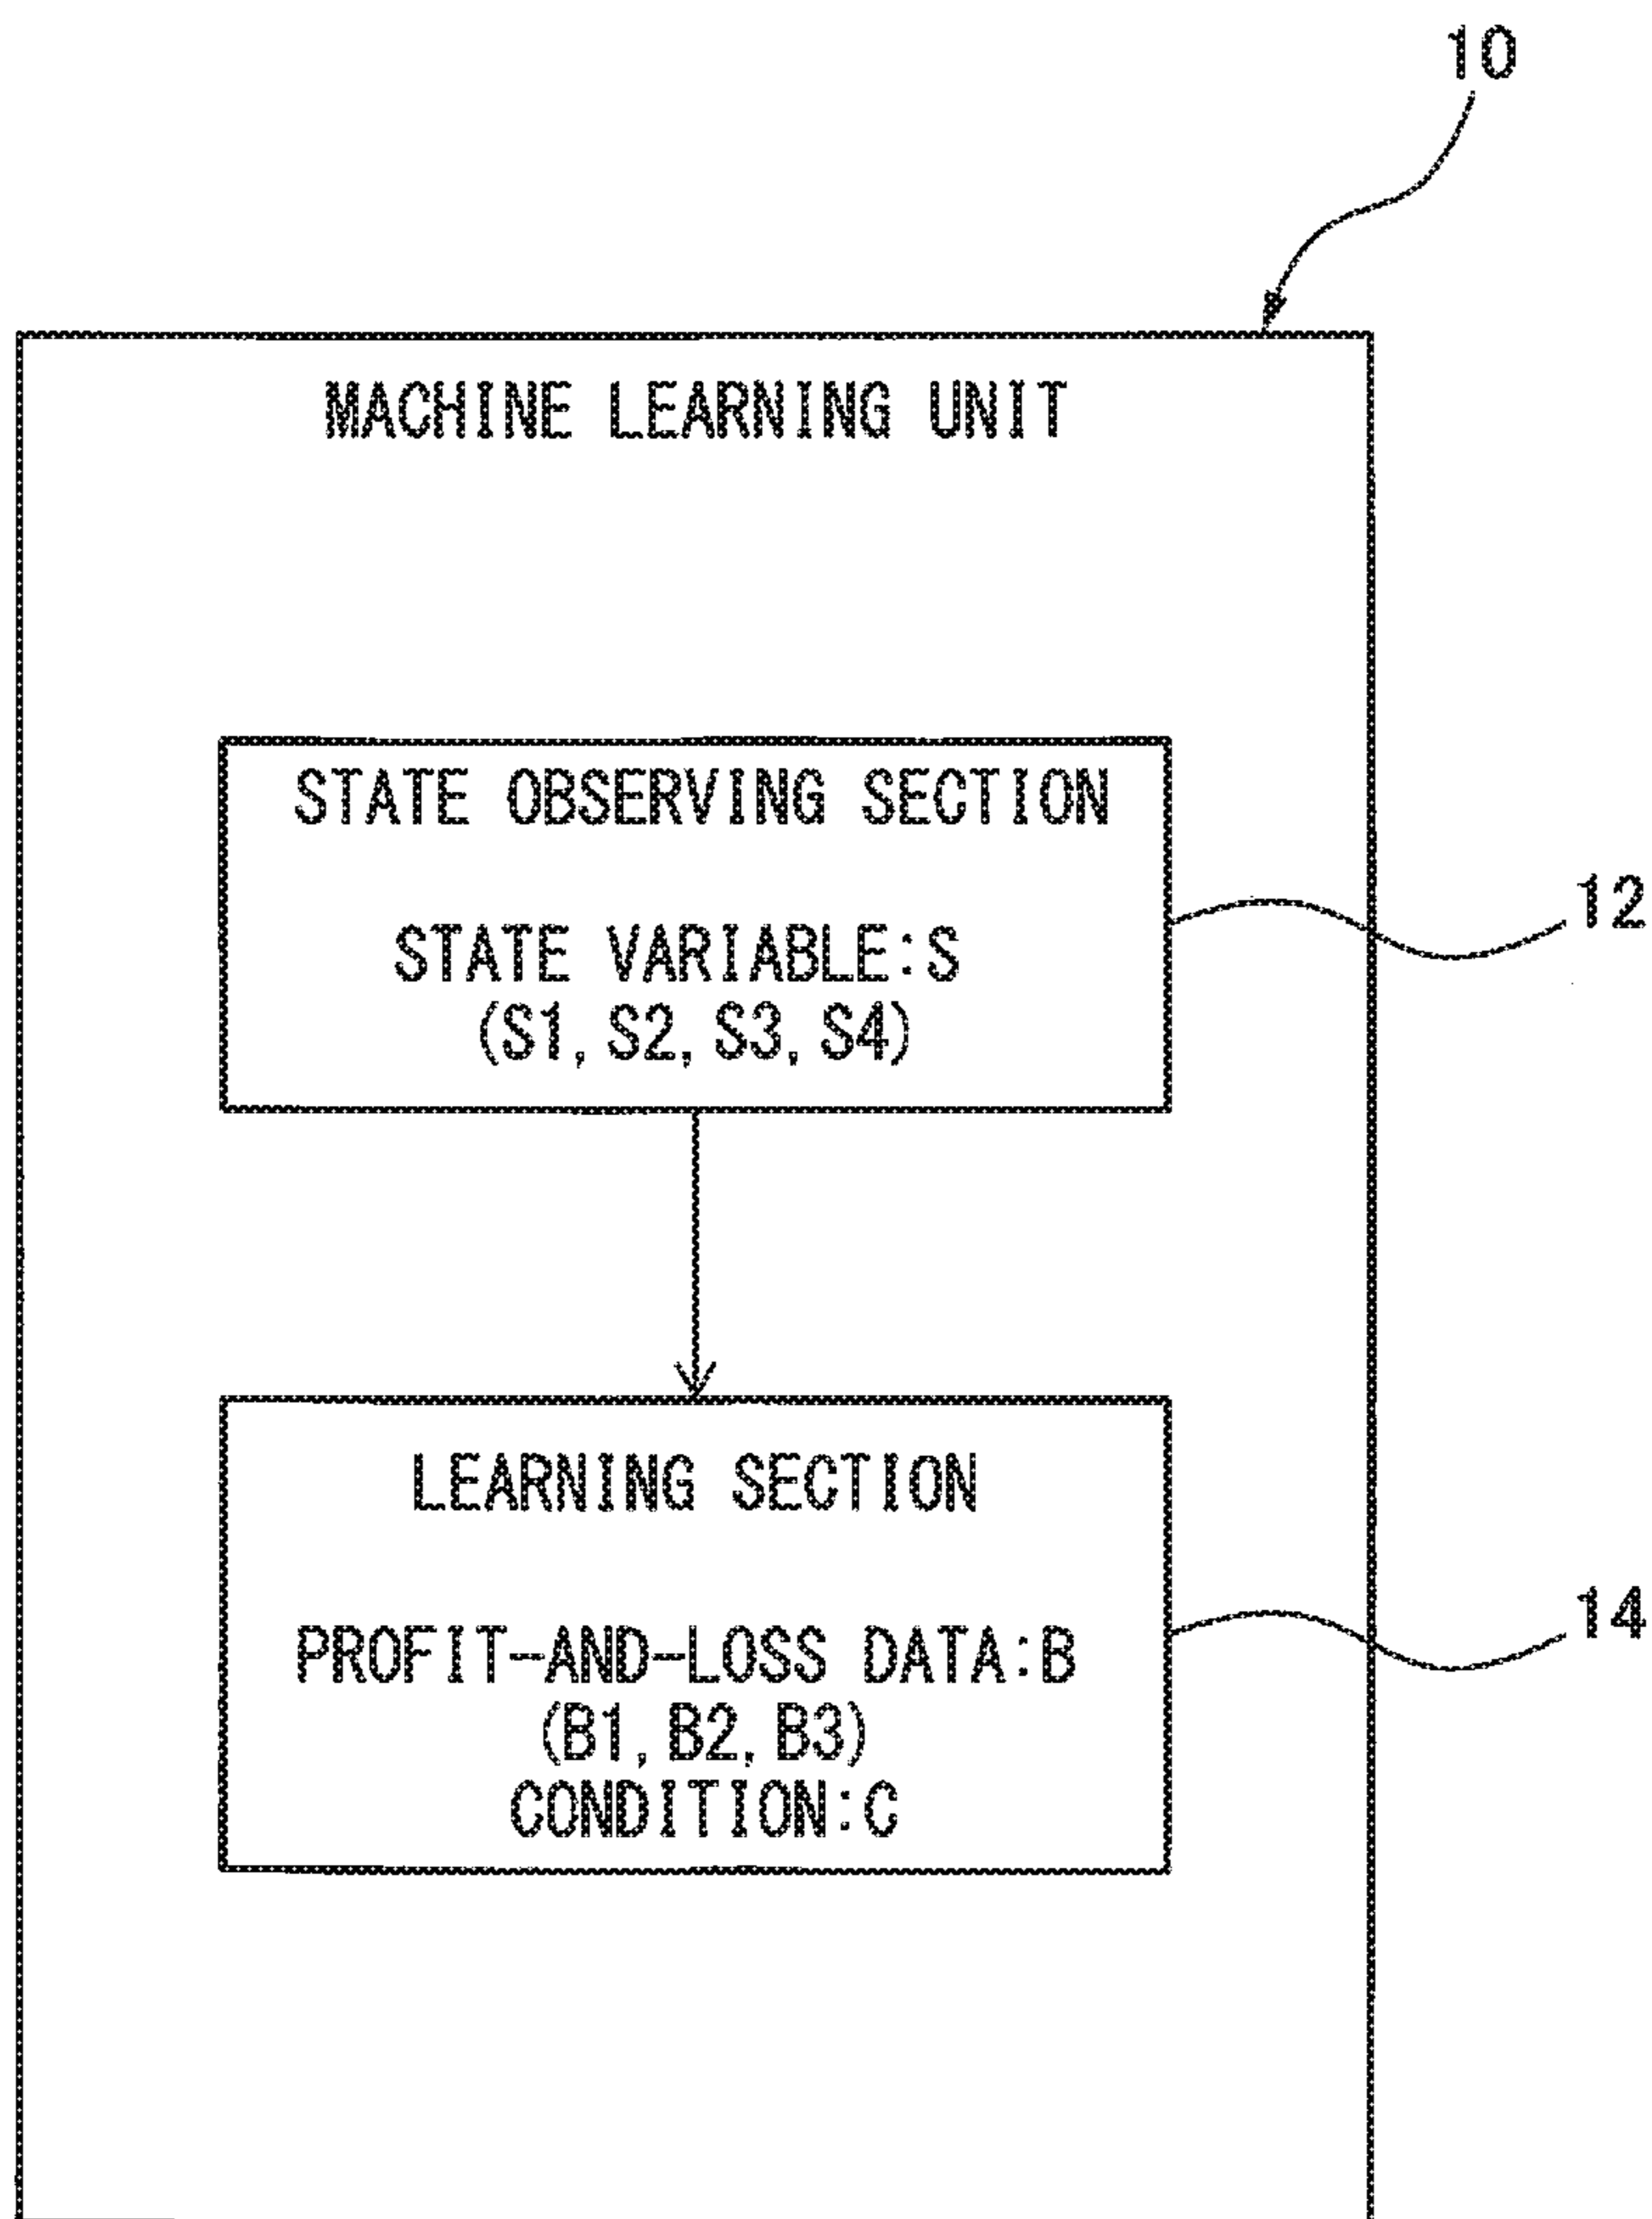 10
MACHINE LEARNING UNIT
STATE OBSERVING SECTION
12
STATE VARIABLE:S
(S1, S2, S3, S4)
LEARNING SECTION
14
PROFIT-AND-LOSS DATA:B
(B1, B2, B3)
CONDITION:C